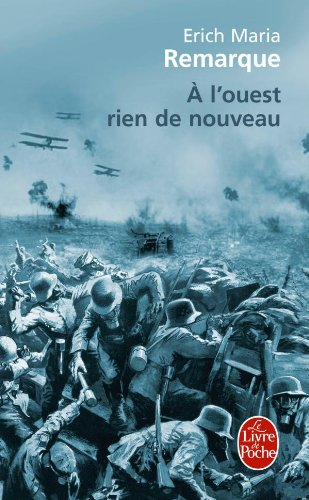 Erich Maria
Remarque
À l'ouest
rien de nouveau
Le
Livre
de
Poche